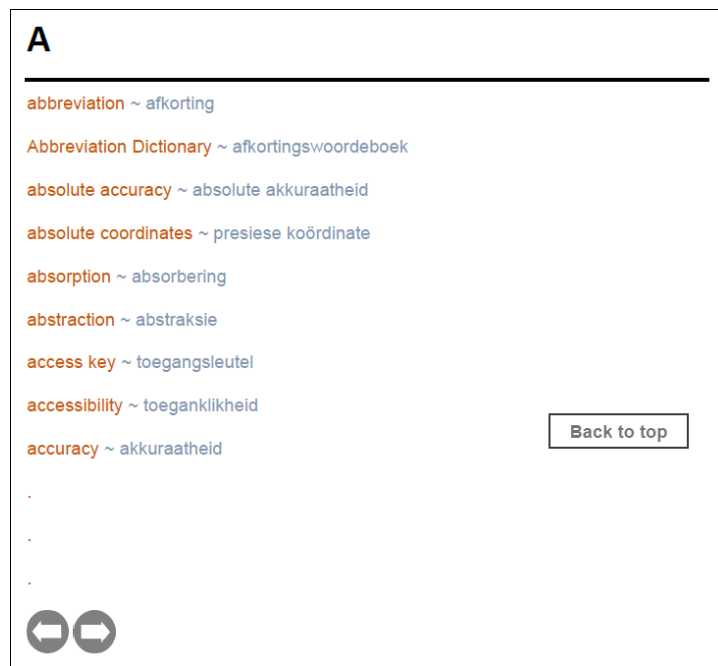 A
abbreviation ~ afkorting
Abbreviation Dictionary ~ afkortingswoordeboek
absolute accuracy ~ absolute akkuraatheid
absolute coordinates ~ presiese koördinate
absorption ~ absorbering
abstraction ~ abstraksie
access key ~ toegangsleutel
accessibility ~ toeganklikheid
Back to top
accuracy ~ akkuraatheid
.
.
.